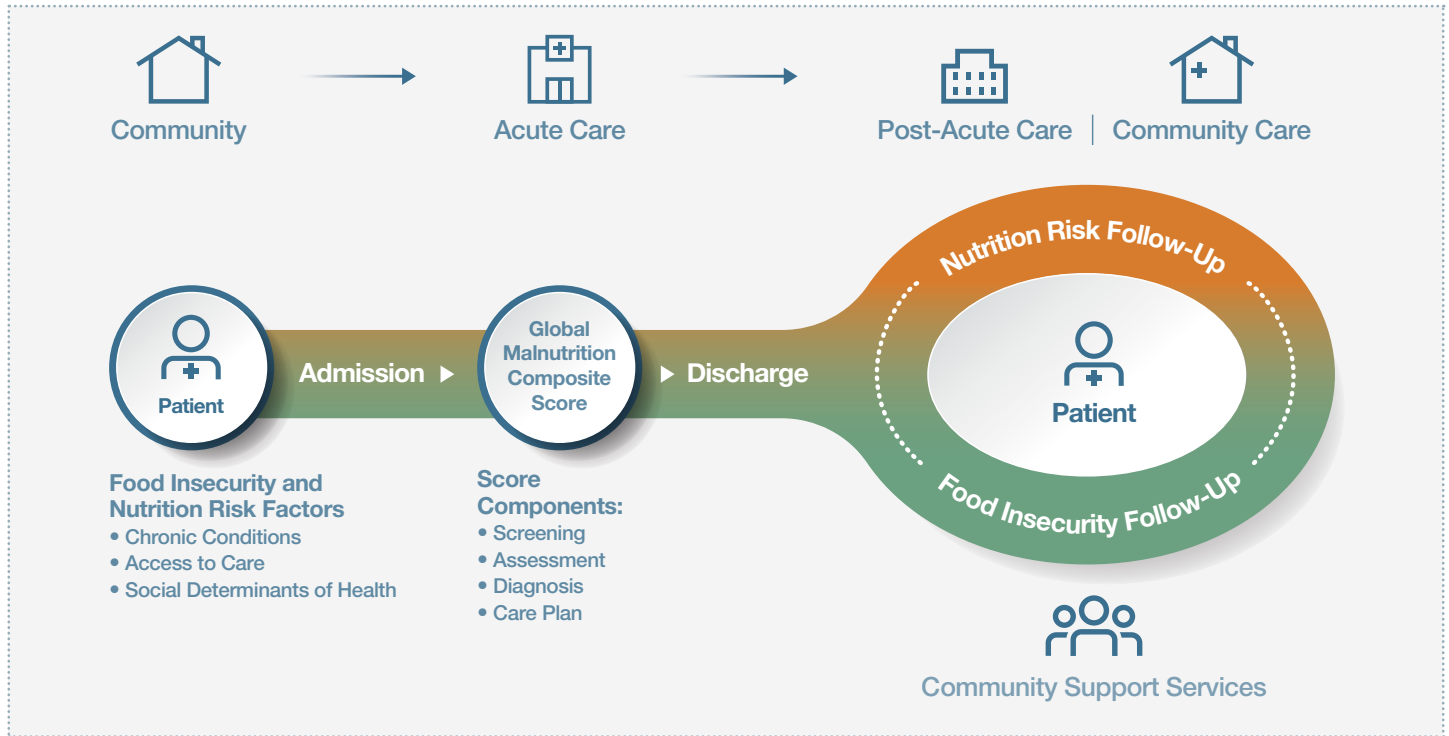 Community
Acute Care
Post-Acute Care | Community Care
Patient
Admission
Global
Malnutrition
Composite
Score
Discharge
Nutrition Risk Follow-Up
Patient
Food Insecurity Follow-Up
Food Insecurity and
Nutrition Risk Factors
• Chronic Conditions
• Access to Care
• Social Determinants of Health
Score
Components:
• Screening
• Assessment
• Diagnosis
• Care Plan
Community Support Services